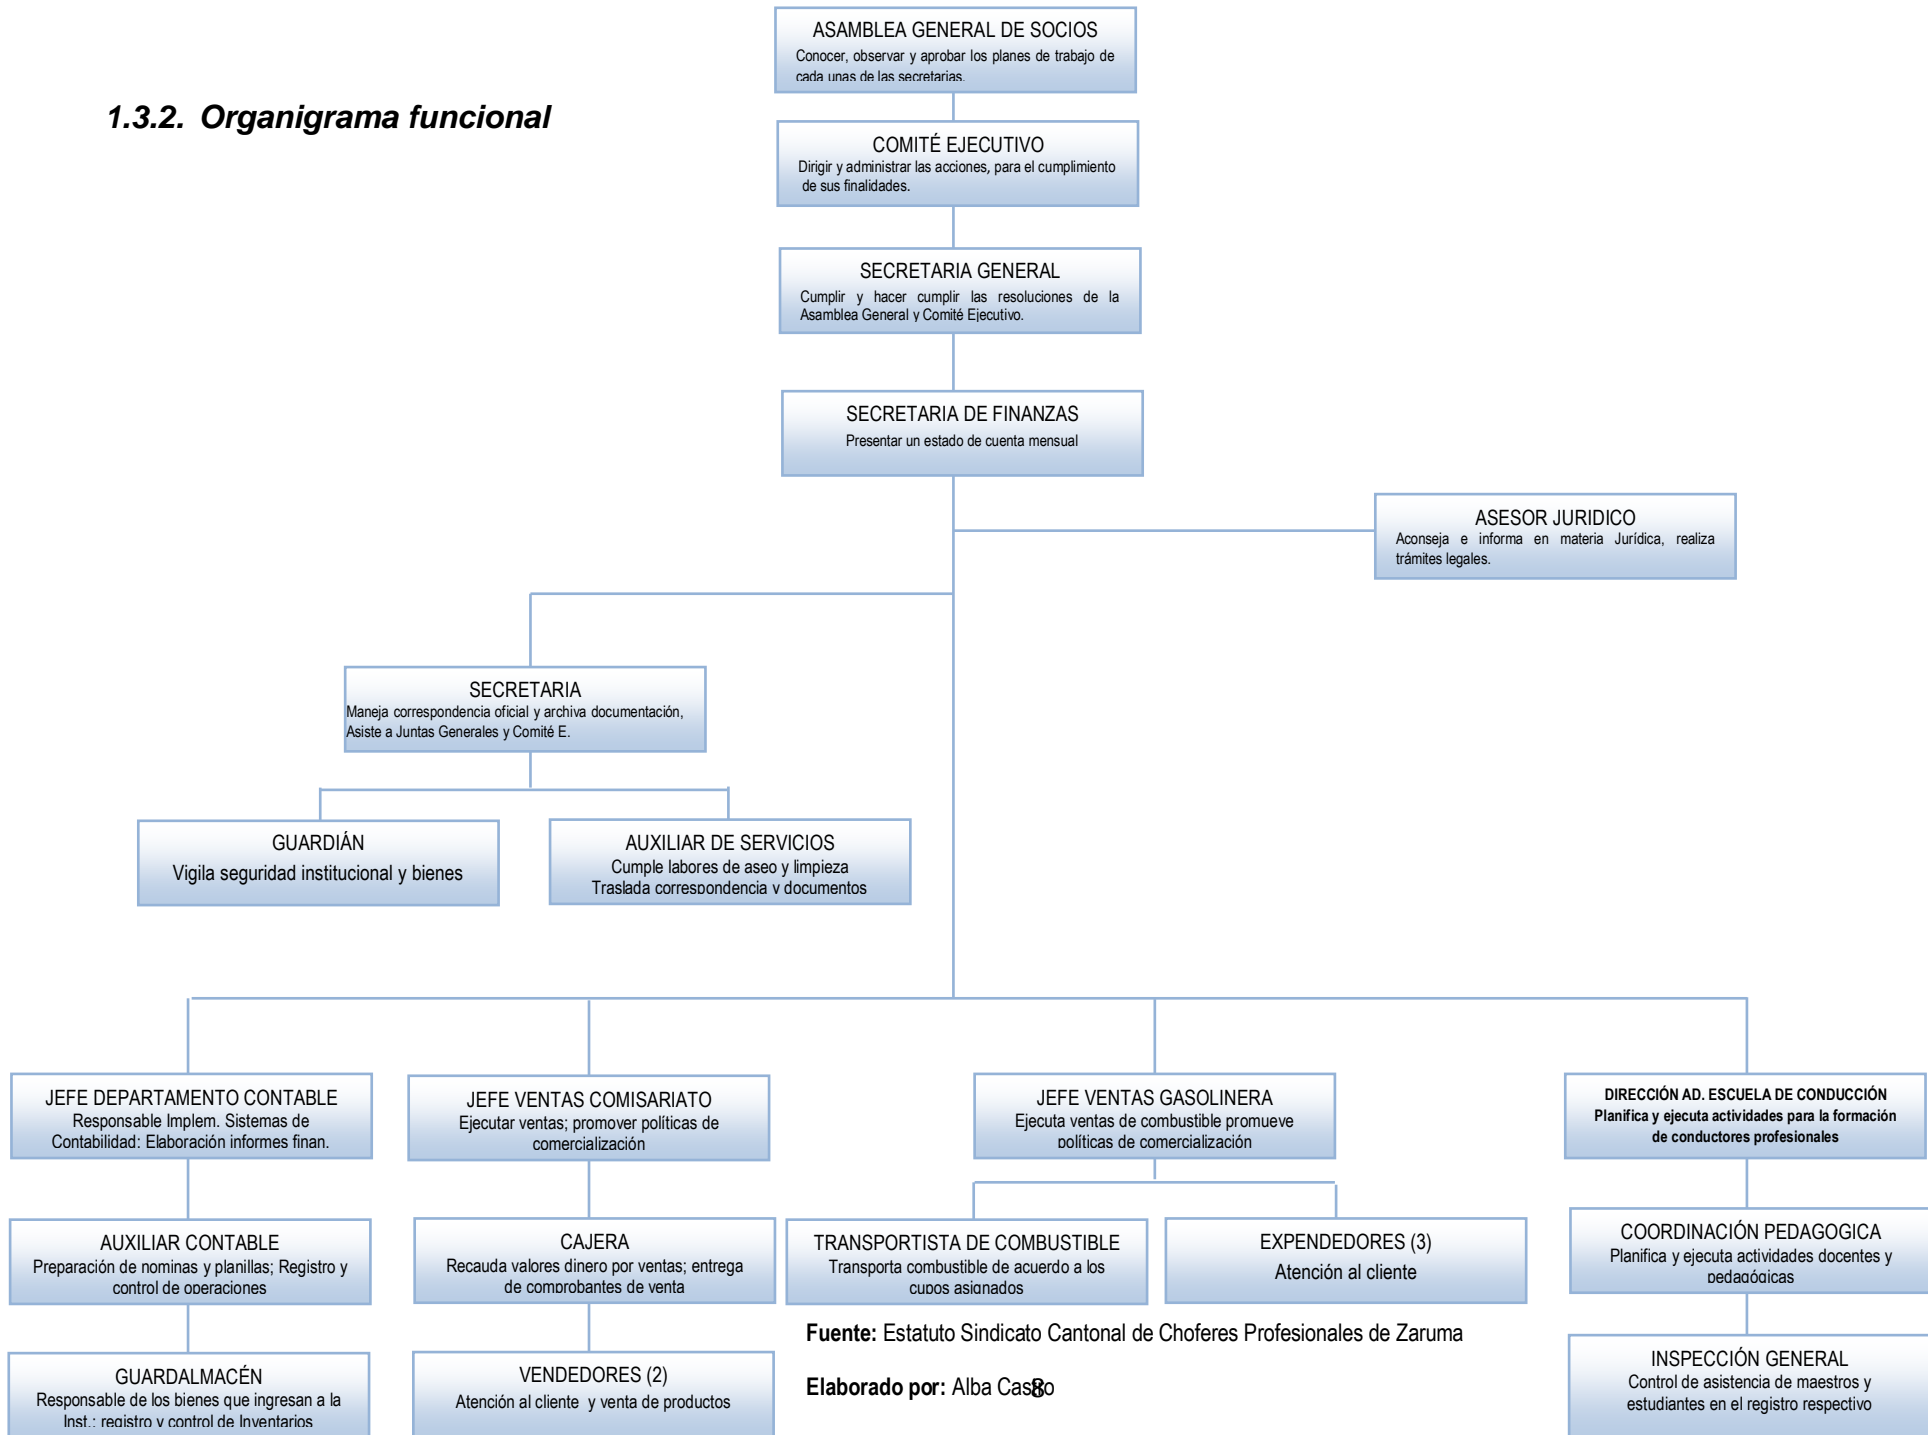 ASAMBLEA GENERAL DE SOCIOS
Conocer, observar y aprobar los planes de trabajo de
cada unas de las secretarias.
1.3.2. Organigrama funcional
COMITÉ EJECUTIVO
Dirigir y administrar las acciones, para el cumplimiento
de sus finalidades.
SECRETARIA GENERAL
Cumplir y hacer cumplir las resoluciones de la
Asamblea General y Comité Ejecutivo.
SECRETARIA DE FINANZAS
Presentar un estado de cuenta mensual
ASESOR JURIDICO
Aconseja e informa en materia Jurídica, realiza
trámites legales.
SECRETARIA
Maneja correspondencia oficial y archiva documentación,
Asiste a Juntas Generales y Comité E.
GUARDIÁN
Vigila seguridad institucional y bienes
AUXILIAR DE SERVICIOS
Cumple labores de aseo y limpieza
Traslada correspondencia y documentos
JEFE DEPARTAMENTO CONTABLE
Responsable Implem. Sistemas de
Contabilidad: Elaboración informes finan.
JEFE VENTAS COMISARIATO
Ejecutar ventas; promover políticas de
comercialización
JEFE VENTAS GASOLINERA
Ejecuta ventas de combustible promueve
políticas de comercialización
DIRECCIÓN AD. ESCUELA DE CONDUCCIÓN
Planifica y ejecuta actividades para la formación
de conductores profesionales
AUXILIAR CONTABLE
Preparación de nominas y planillas; Registro y
control de operaciones
CAJERA
Recauda valores dinero por ventas; entrega
de comprobantes de venta
TRANSPORTISTA DE COMBUSTIBLE
Transporta combustible de acuerdo a los
cupos asignados
EXPENDEDORES (3)
Atención al cliente
COORDINACIÓN PEDAGOGICA
Planifica y ejecuta actividades docentes y
pedagógicas
GUARDALMACÉN
Responsable de los bienes que ingresan a la
Inst.; registro y control de Inventarios
VENDEDORES (2)
Atención al cliente y venta de productos
INSPECCIÓN GENERAL
Control de asistencia de maestros y
estudiantes en el registro respectivo
Fuente: Estatuto Sindicato Cantonal de Choferes Profesionales de Zaruma
Elaborado por: Alba Castro
8